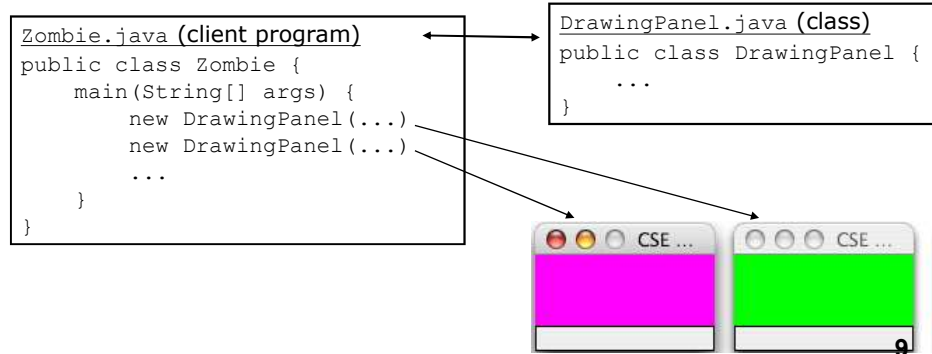 Zombie.java (client program)
public class Zombie {
    main(String[] args) {
        new DrawingPanel(...)
        new DrawingPanel(...)
        ...
    }
}
DrawingPanel.java (class)
public class DrawingPanel {
    ...
}
CSE ...
CSE ...
9